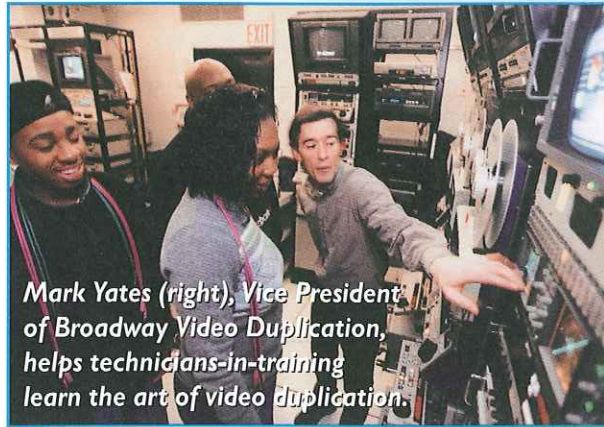 EXIT
Mark Yates (right), Vice President
of Broadway Video Duplication,
helps technicians-in-training
learn the art of video duplication.